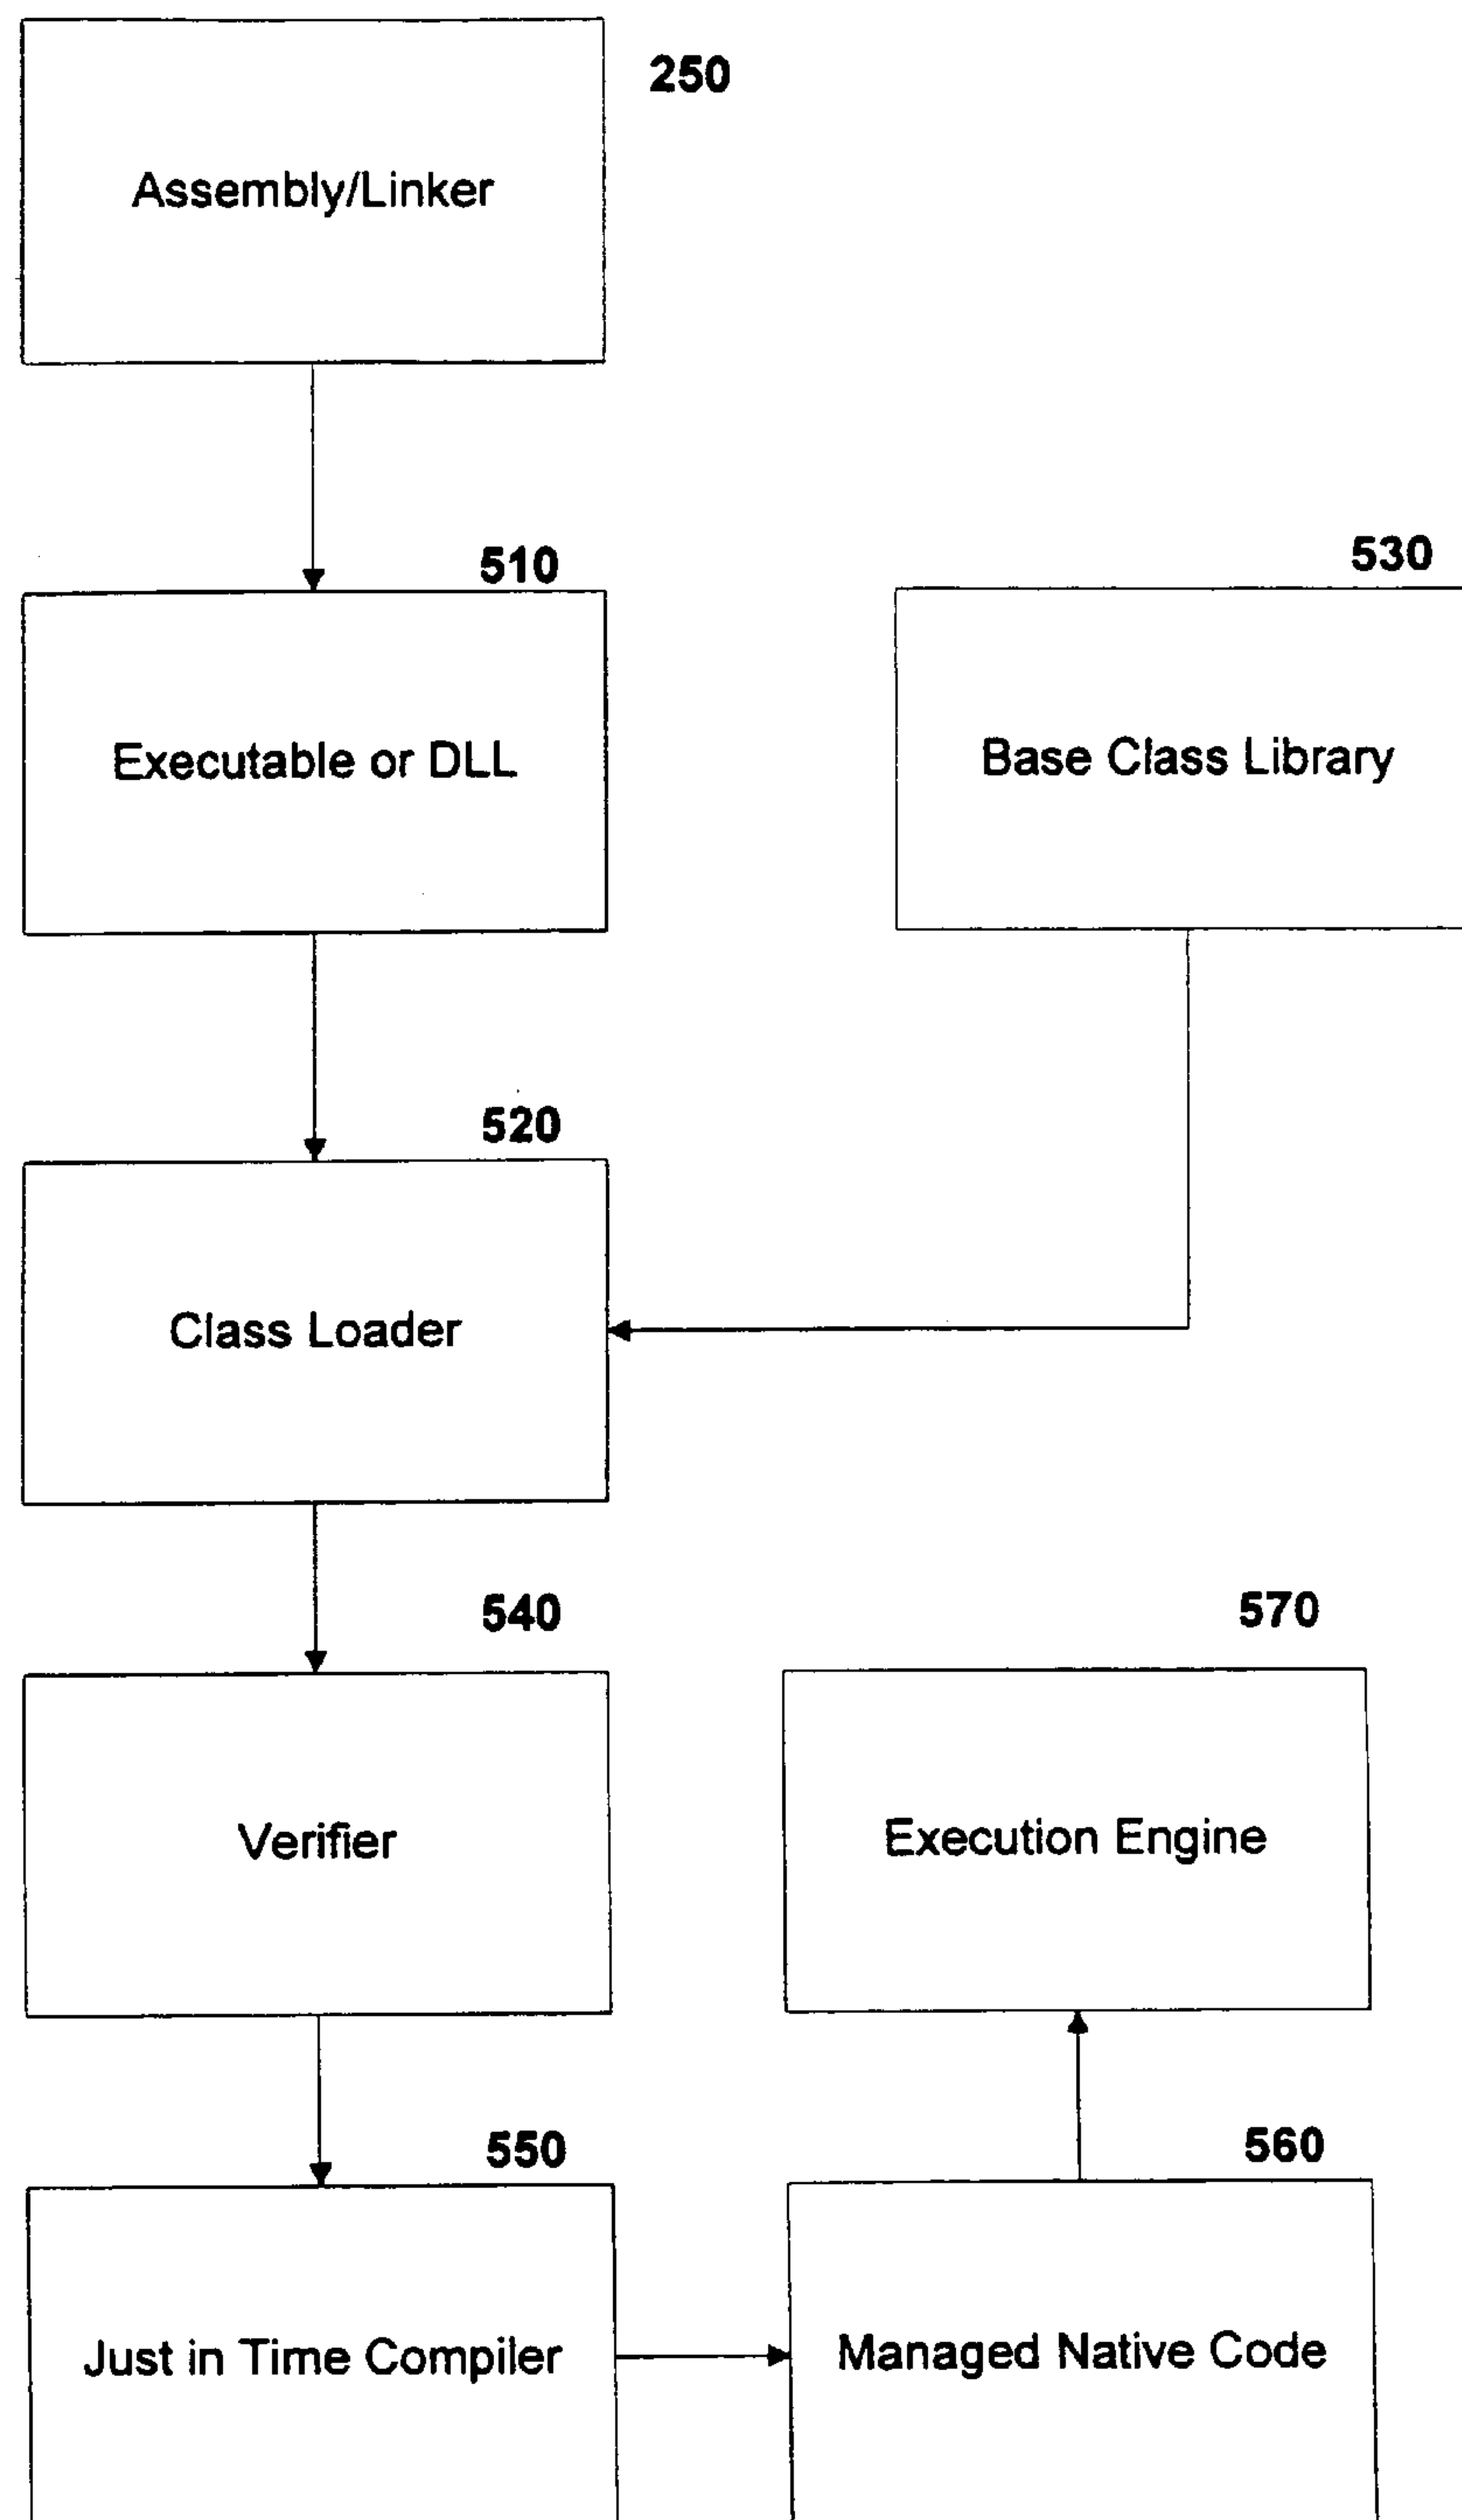 250
Assembly/Linker
510
530
Executable or DLL
Base Class Library
520
Class Loader
540
570
Verifier
Execution Engine
550
560
Just in Time Compiler
Managed Native Code